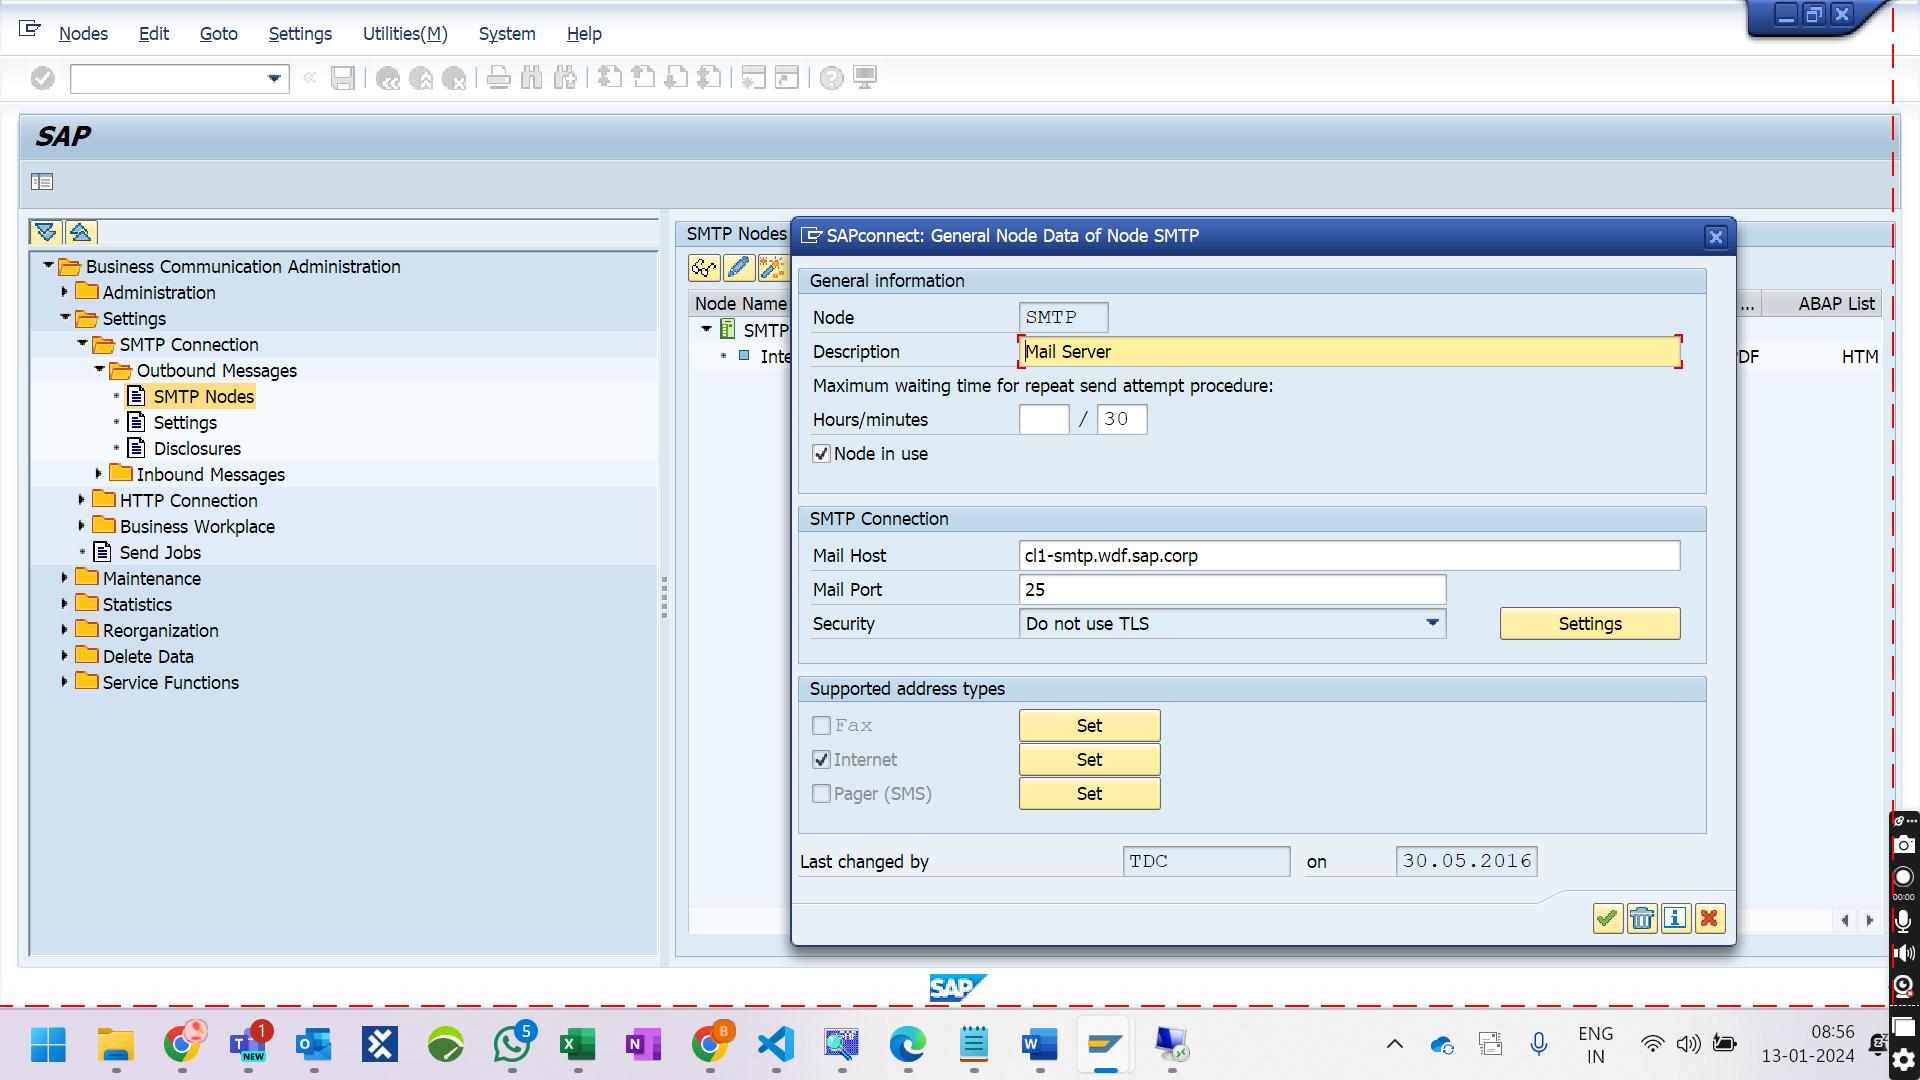 Nodes Edit Goto Settings Utilities(M) System Help
SAP
Business Communication Administration
Administration
Settings
SMTP Connection
Outbound Messages
SMTP Nodes
Settings
Disclosures
Inbound Messages
HTTP Connection
Business Workplace
Send Jobs
Maintenance
Statistics
Reorganization
Delete Data
Service Functions
SMTP Nodes
Node Name ... ABAP List
SMTP
Inte HTM
SAPconnect: General Node Data of Node SMTP
General information
Node SMTP
Description Mail Server
Maximum waiting time for repeat send attempt procedure:
Hours/minutes / 30
Node in use
SMTP Connection
Mail Host cl1-smtp.wdf.sap.corp
Mail Port 25
Security Do not use TLS Settings
Supported address types
Fax Set
Internet Set
Pager (SMS) Set
Last changed by TDC on 30.05.2016
SAP
00:00
1
NEW
5
B
ENG
IN
08:56
13-01-2024